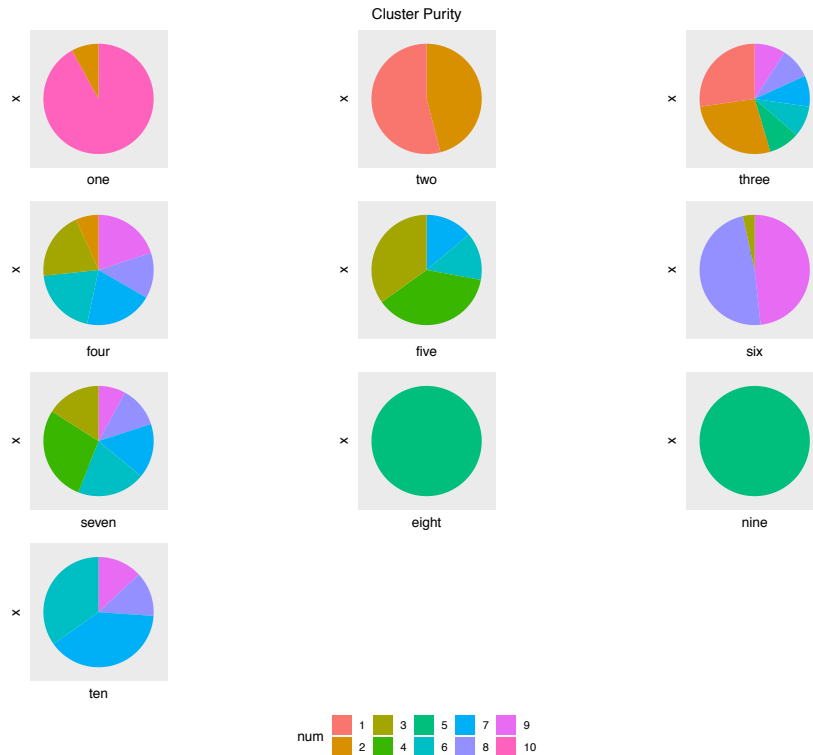 Cluster Purity
x
x
x
one
two
three
x
x
x
four
five
six
x
x
x
seven
eight
nine
x
ten
num
1
3
5
7
9
2
4
6
8
10